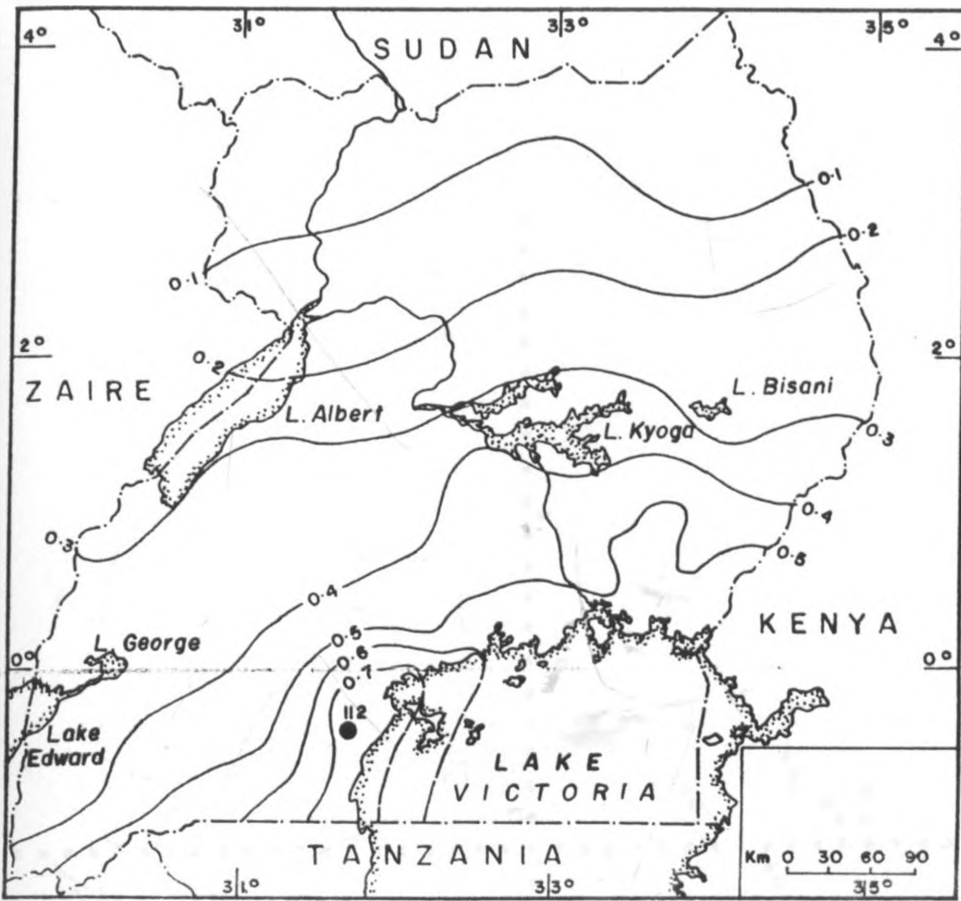 31° 33° 35°
4° 4°
SUDAN
0·1
0·2
0·1
2° 0·2 2°
ZAIRE L. Bisani
L. Albert L. Kyoga
0·3
0·4
0·3 0·5
0·4
KENYA
L. George 0·5
0·6
0° 0·7 0°
112
Lake
Edward
LAKE
VICTORIA
TANZANIA
Km 0 30 60 90
31° 33° 35°